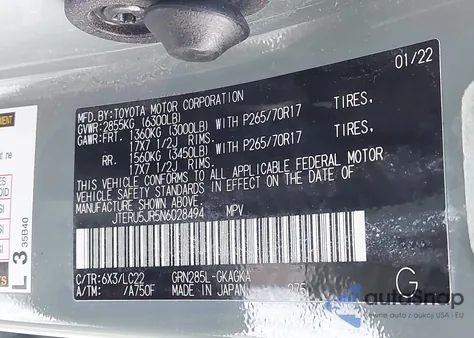 01/22
MFD.BY:TOYOTA MOTOR CORPORATION
GVWR:2855KG(6300LB)
GAWR:FRT. 1360KG(3000LB) WITH P265/70R17 TIRES,
17X7 1/2J RIMS.
RR. 1560KG(3450LB) WITH P265/70R17 TIRES,
17X7 1/2J RIMS.
THIS VEHICLE CONFORMS TO ALL APPLICABLE FEDERAL MOTOR
VEHICLE SAFETY STANDARDS IN EFFECT ON THE DATE OF
MANUFACTURE SHOWN ABOVE.
JTERU5JR5N6028494 MPV
C/TR:6X3/LC22 GRN285L-GKAGKA
A/TM: /A750F MADE IN JAPAN
G
L 3
35B40
autosnap